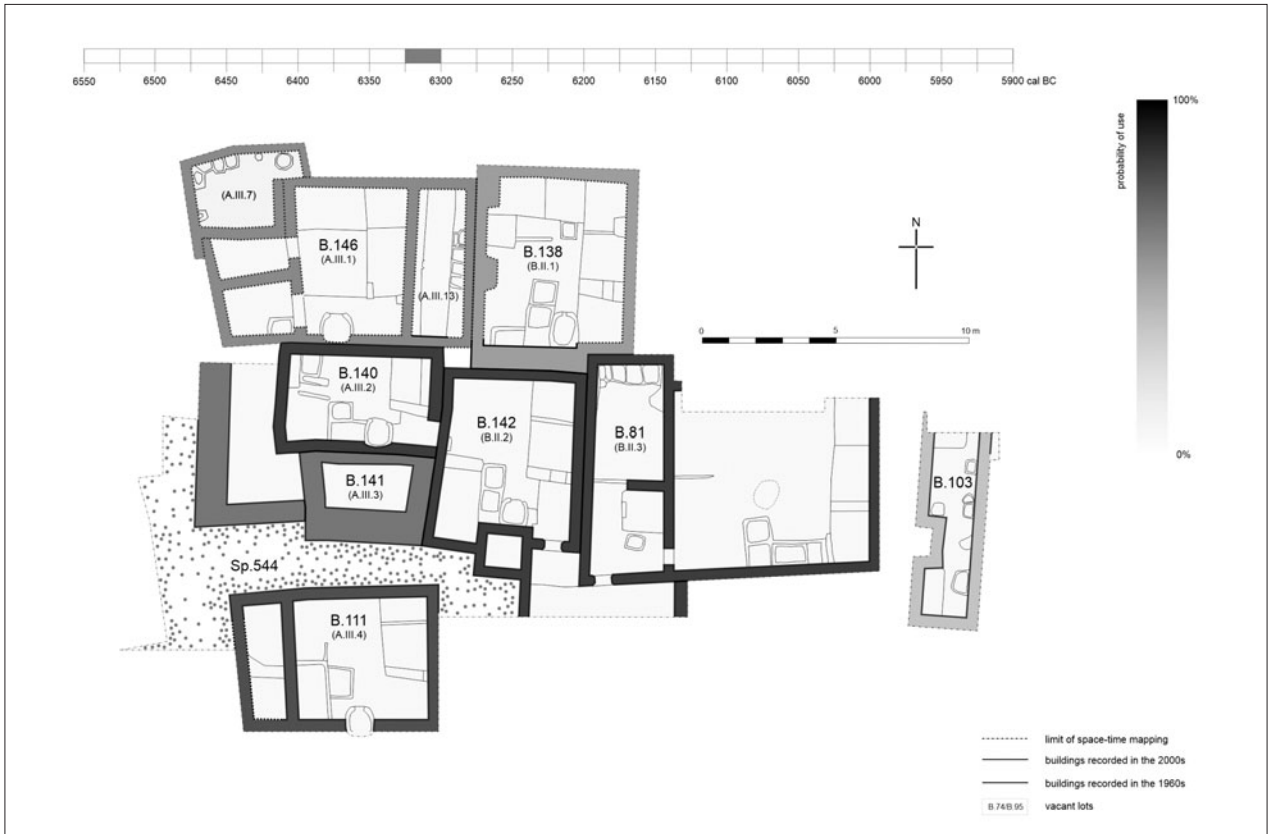 6550 6500 6450 6400 6350 6300 6250 6200 6150 6100 6050 6000 5950 5900 cal BC
100%
probability of use
0%
(A.III.7)
N
B.146
(A.III.1)
B.138
(B.II.1)
(A.III.13)
0 5 10 m
B.140
(A.III.2)
B.142
(B.II.2)
B.81
(B.II.3)
B.141
(A.III.3)
B.103
Sp.544
B.111
(A.III.4)
limit of space-time mapping
buildings recorded in the 2000s
buildings recorded in the 1960s
B.74/B.95 vacant lots